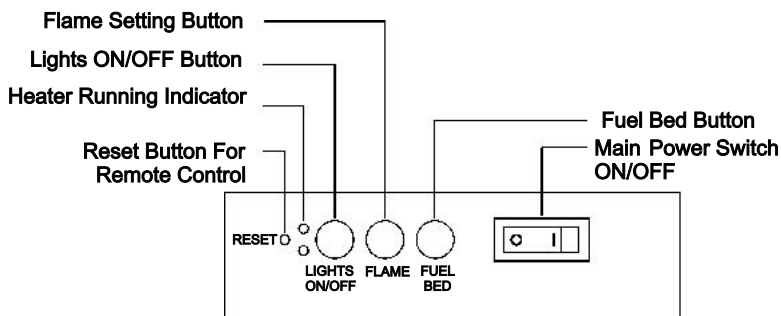 Flame Setting Button
Lights ON/OFF Button
Heater Running Indicator
Reset Button For
Remote Control
Fuel Bed Button
Main Power Switch
ON/OFF
RESET
LIGHTS
ON/OFF
FLAME
FUEL
BED